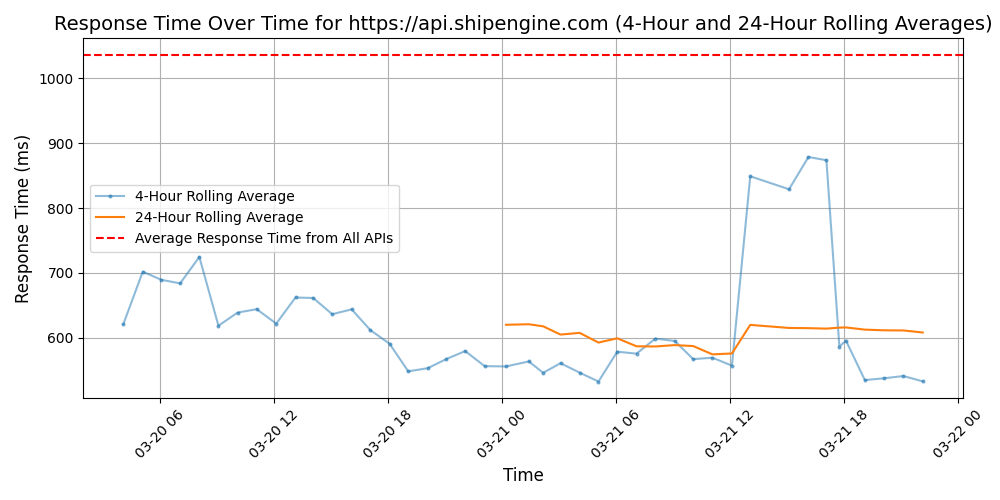 Response Time Over Time for https://api.shipengine.com (4-Hour and 24-Hour Rolling Averages)
Response Time (ms)
1000
900
800
700
600
4-Hour Rolling Average
24-Hour Rolling Average
Average Response Time from All APIs
03-20 06
03-20 12
03-20 18
03-21 00
03-21 06
03-21 12
03-21 18
03-22 00
Time